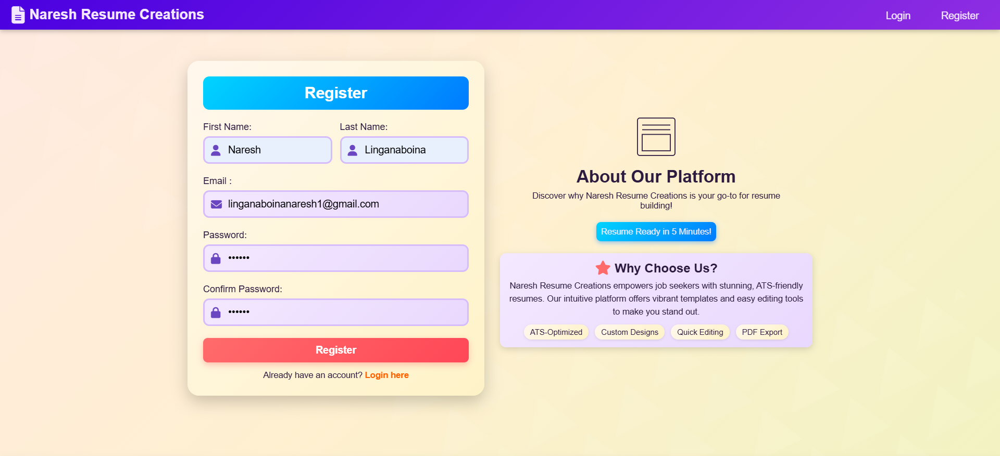 Naresh Resume Creations
Login
Register
Register
First Name:
Last Name:
Naresh
Linganaboina
Email :
linganaboinanaresh1@gmail.com
Password:
••••••
Confirm Password:
••••••
Register
Already have an account? Login here
About Our Platform
Discover why Naresh Resume Creations is your go-to for resume
building!
Resume Ready in 5 Minutes!
Why Choose Us?
Naresh Resume Creations empowers job seekers with stunning, ATS-friendly
resumes. Our intuitive platform offers vibrant templates and easy editing tools
to make you stand out.
ATS-Optimized
Custom Designs
Quick Editing
PDF Export